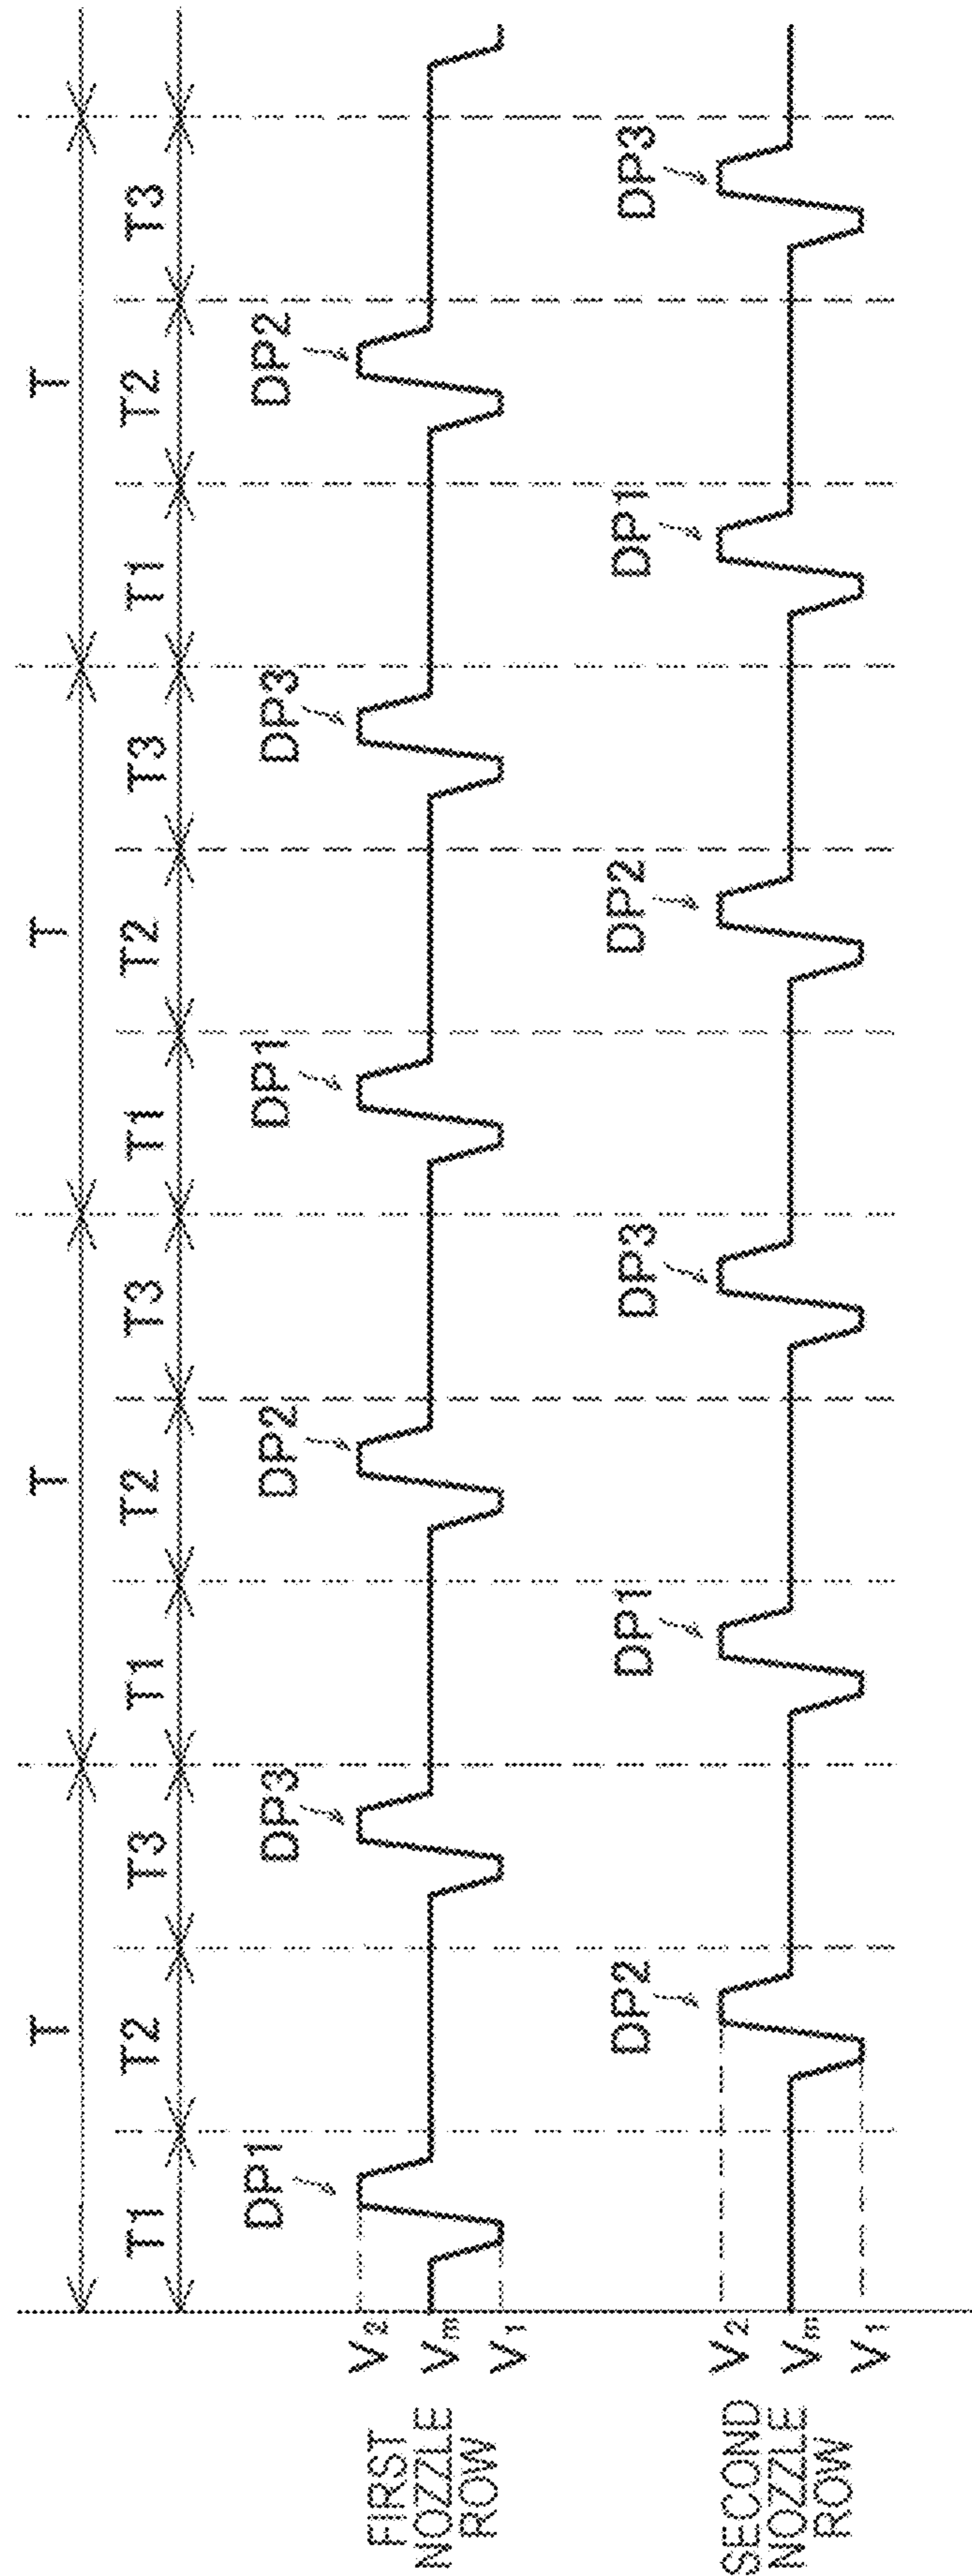 T T T T
T1 T2 T3 T1 T2 T3 T1 T2 T3 T1 T2 T3
DP1 DP3 DP2 DP1 DP3 DP2
V2
FIRST
NOZZLE
ROW
Vm
V1
DP2 DP1 DP3 DP2 DP1 DP3
V2
SECOND
NOZZLE
ROW
Vm
V1